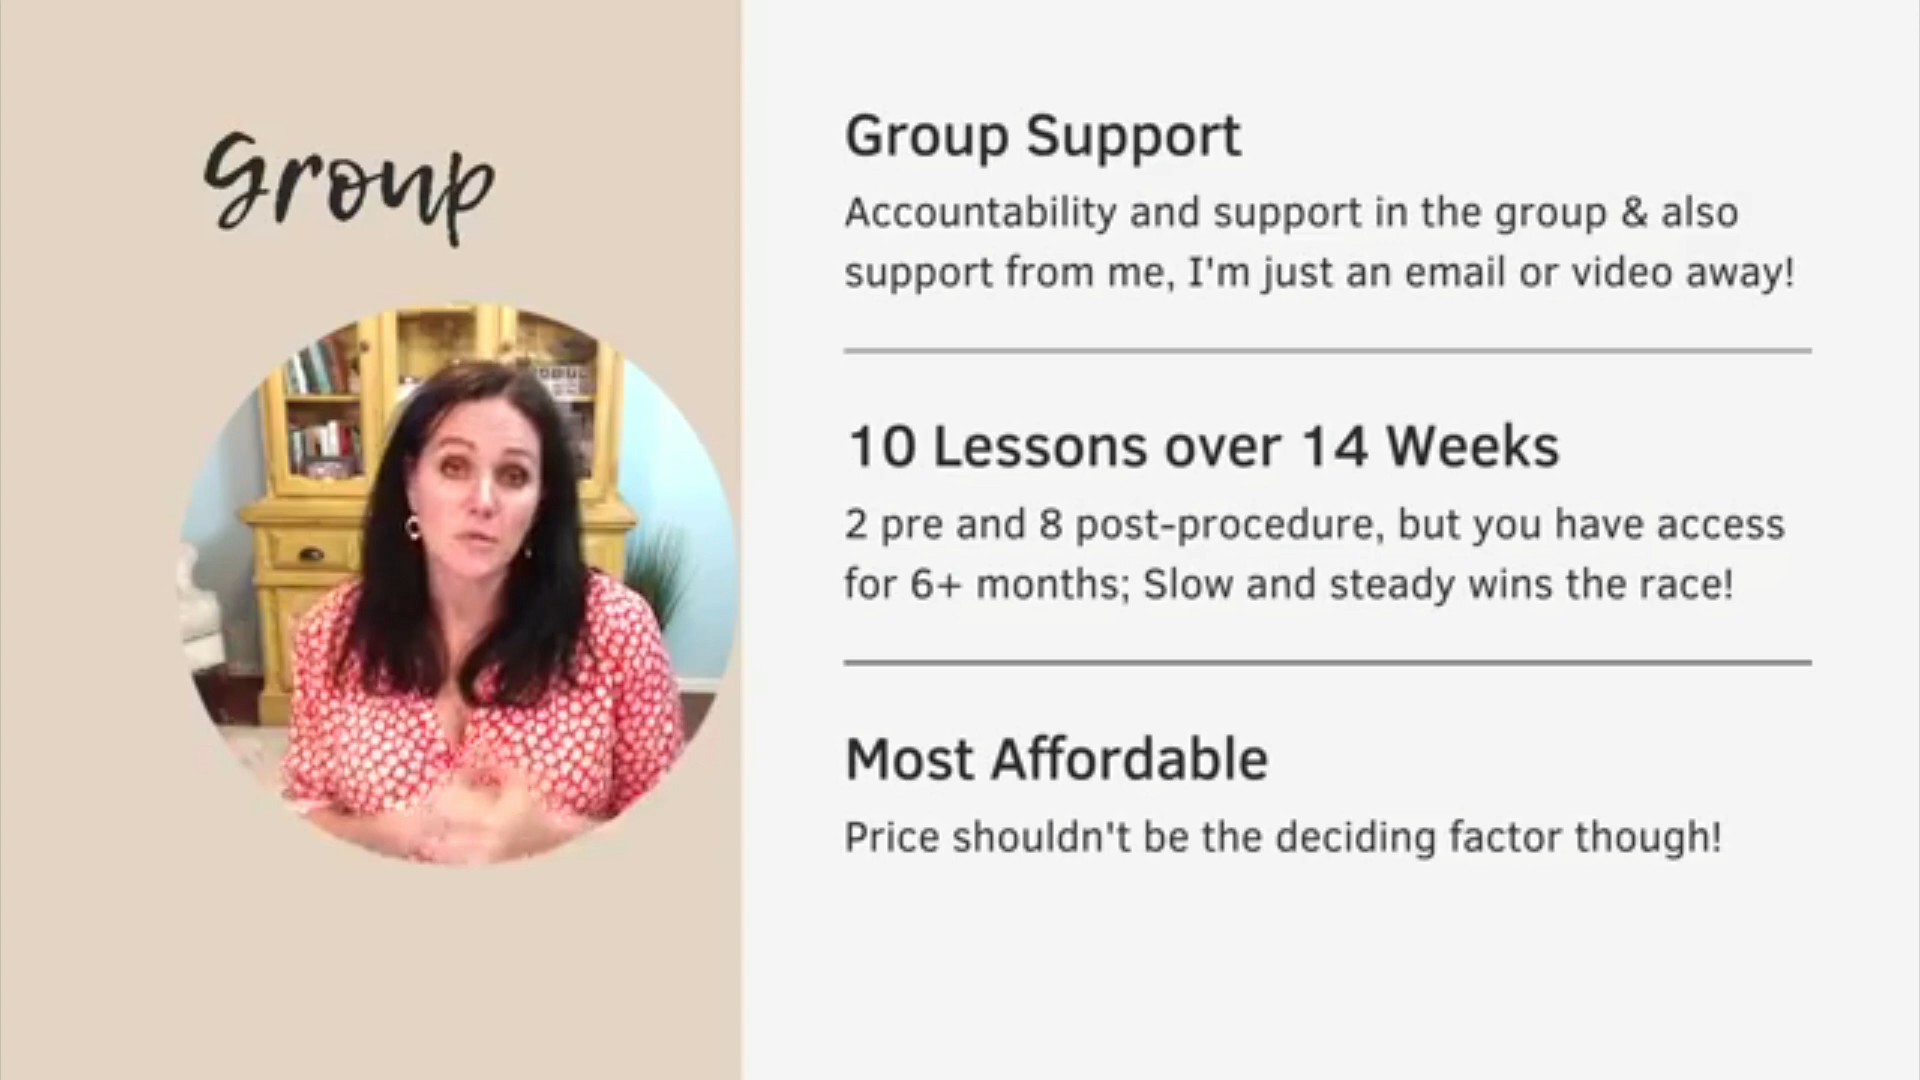 Group
Group Support
Accountability and support in the group & also
support from me, I'm just an email or video away!
10 Lessons over 14 Weeks
2 pre and 8 post-procedure, but you have access
for 6+ months; Slow and steady wins the race!
Most Affordable
Price shouldn't be the deciding factor though!